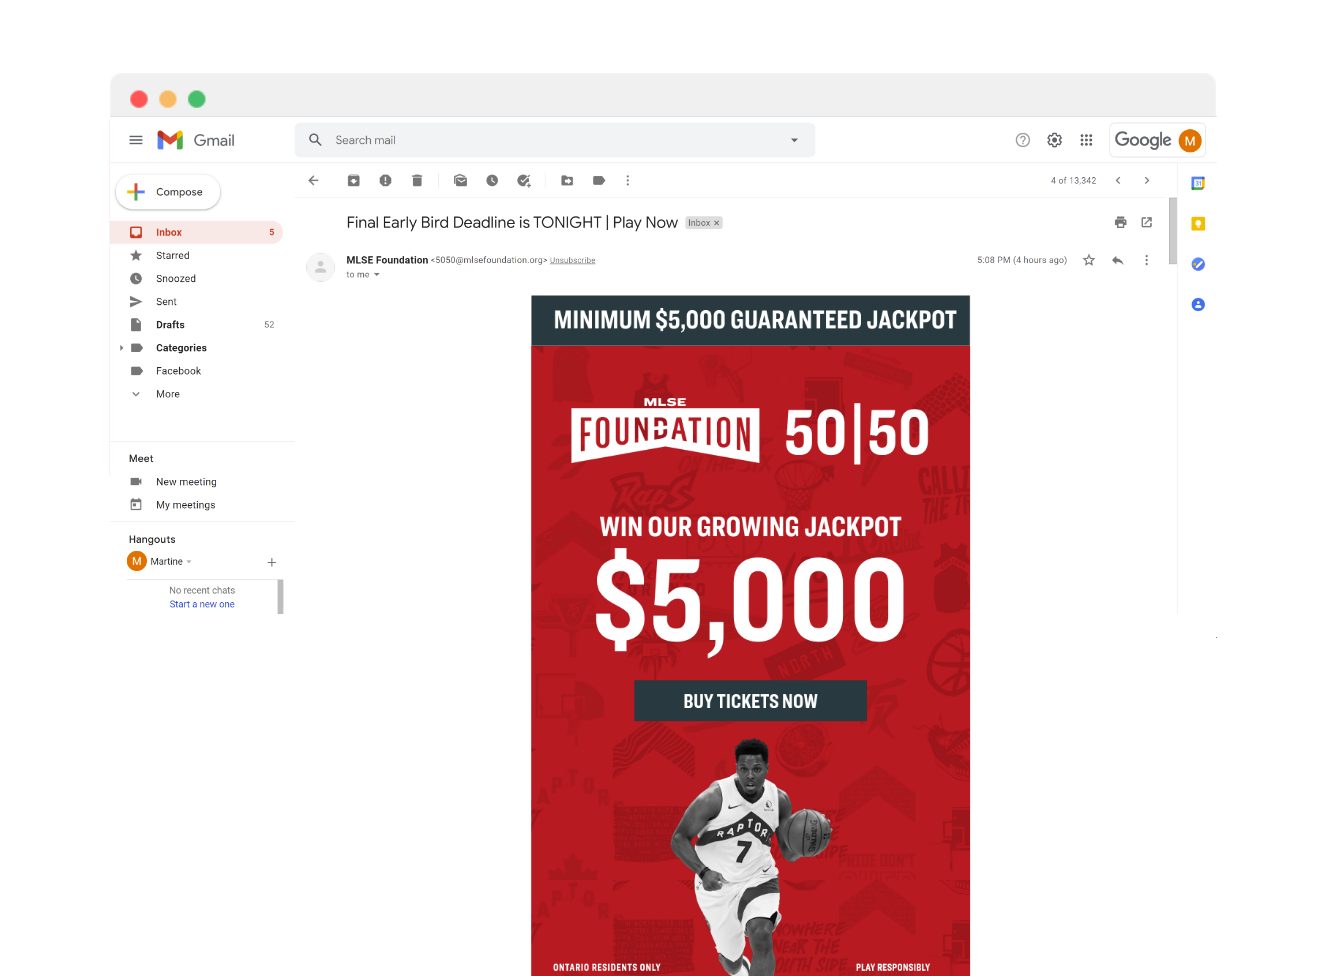 Gmail
Search mail
Google
M
Compose
4 of 13,342
31
Final Early Bird Deadline is TONIGHT | Play Now Inbox ×
Inbox 5
Starred
Snoozed
Sent
Drafts 52
Categories
Facebook
More
MLSE Foundation <5050@mlsefoundation.org> Unsubscribe
5:08 PM (4 hours ago)
to me
Meet
New meeting
My meetings
Hangouts
M Martine
No recent chats
Start a new one
MINIMUM $5,000 GUARANTEED JACKPOT
MLSE
FOUNDATION
50|50
Raps
WIN OUR GROWING JACKPOT
$5,000
NORTH
BUY TICKETS NOW
RAPTORS
7
SPALDING
ONTARIO RESIDENTS ONLY
PLAY RESPONSIBLY